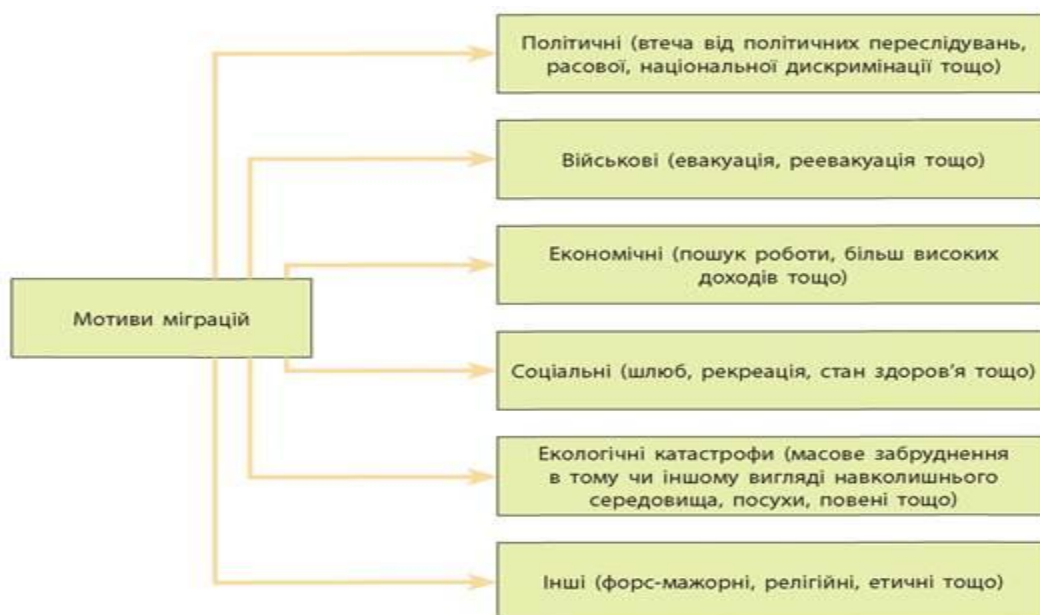 Політичні (втеча від політичних переслідувань,
расової, національної дискримінації тощо)
Військові (евакуація, реевакуація тощо)
Економічні (пошук роботи, більш високих
доходів тощо)
Мотиви міграцій
Соціальні (шлюб, рекреація, стан здоров’я тощо)
Екологічні катастрофи (масове забруднення
в тому чи іншому вигляді навколишнього
середовища, посухи, повені тощо)
Інші (форс-мажорні, релігійні, етичні тощо)